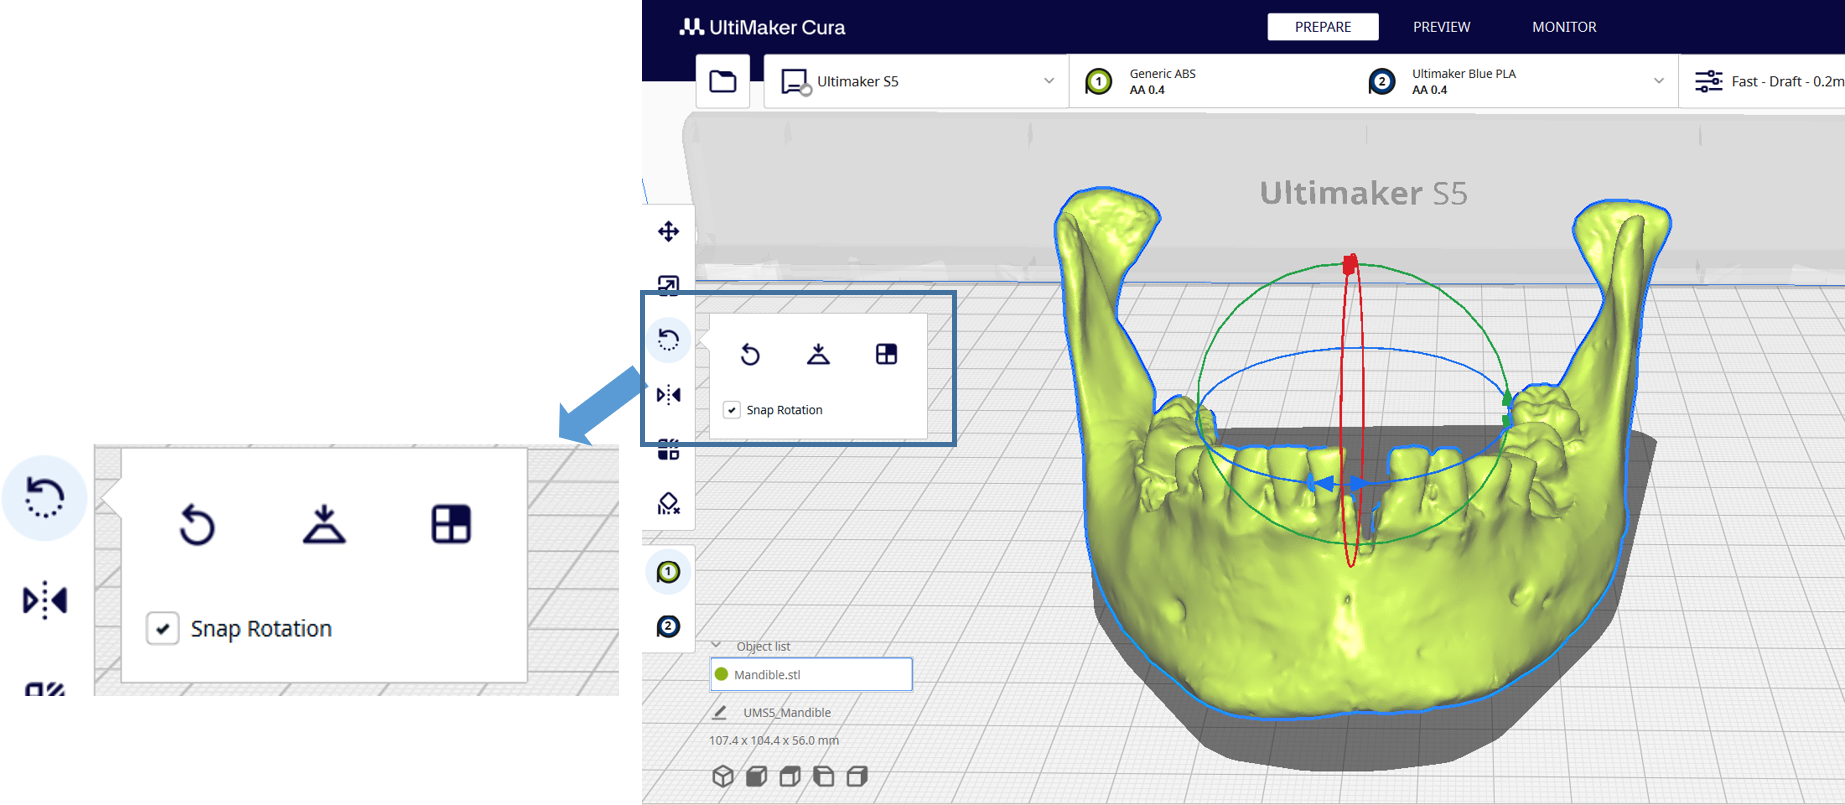 UltiMaker Cura
PREPARE
PREVIEW
MONITOR
Ultimaker S5
1
Generic ABS
AA 0.4
2
Ultimaker Blue PLA
AA 0.4
Fast - Draft - 0.2m
Ultimaker S5
Snap Rotation
Snap Rotation
1
2
Object list
Mandible.stl
UMS5_Mandible
107.4 x 104.4 x 56.0 mm